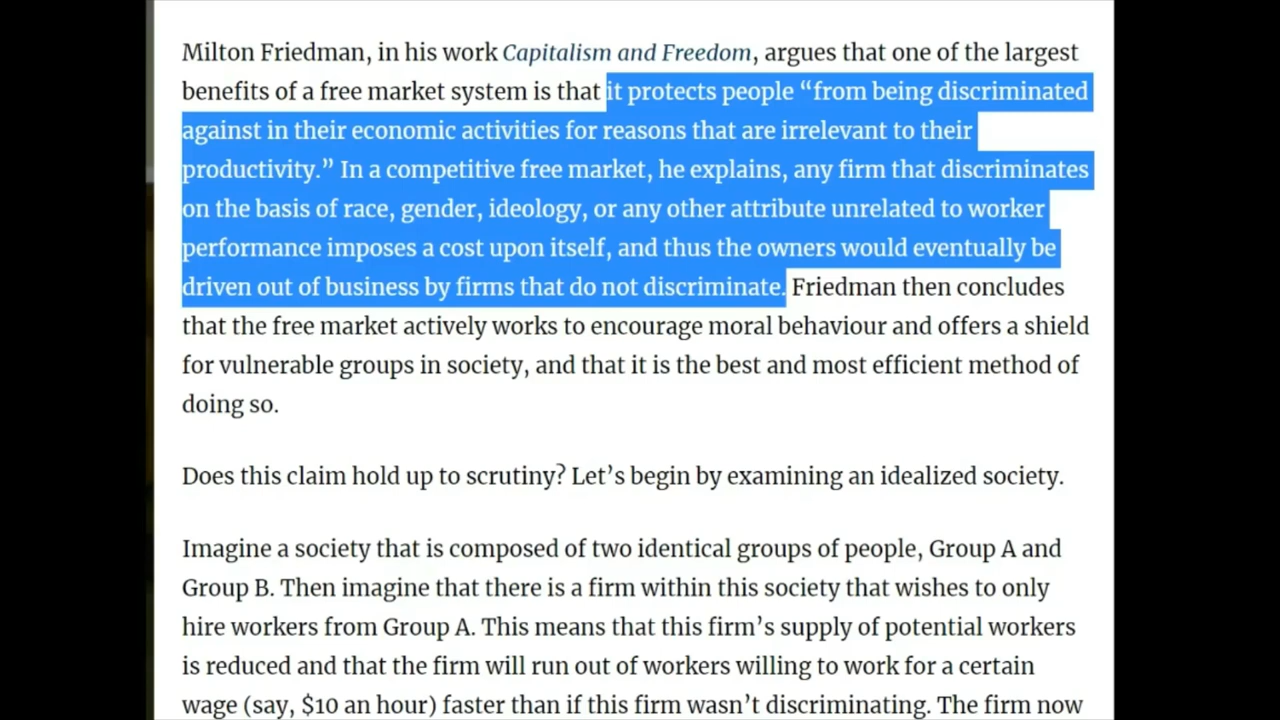 Milton Friedman, in his work Capitalism and Freedom, argues that one of the largest
benefits of a free market system is that it protects people “from being discriminated
against in their economic activities for reasons that are irrelevant to their
productivity.” In a competitive free market, he explains, any firm that discriminates
on the basis of race, gender, ideology, or any other attribute unrelated to worker
performance imposes a cost upon itself, and thus the owners would eventually be
driven out of business by firms that do not discriminate. Friedman then concludes
that the free market actively works to encourage moral behaviour and offers a shield
for vulnerable groups in society, and that it is the best and most efficient method of
doing so.
Does this claim hold up to scrutiny? Let’s begin by examining an idealized society.
Imagine a society that is composed of two identical groups of people, Group A and
Group B. Then imagine that there is a firm within this society that wishes to only
hire workers from Group A. This means that this firm’s supply of potential workers
is reduced and that the firm will run out of workers willing to work for a certain
wage (say, $10 an hour) faster than if this firm wasn’t discriminating. The firm now